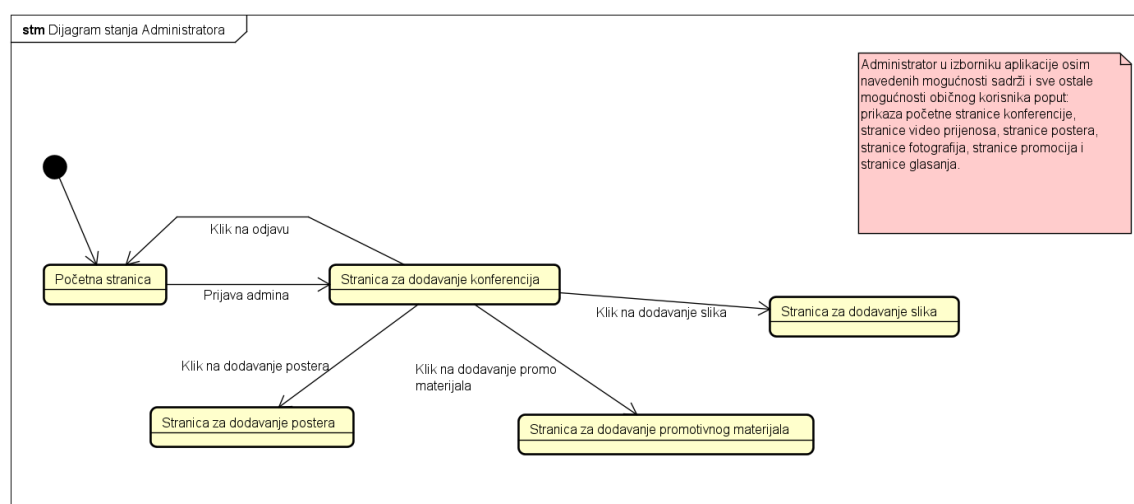 stm Dijagram stanja Administratora
Administrator u izborniku aplikacije osim
navedenih mogućnosti sadrži i sve ostale
mogućnosti običnog korisnika poput:
prikaza početne stranice konferencije,
stranice video prijenosa, stranice postera,
stranice fotografija, stranice promocija i
stranice glasanja.
Klik na odjavu
Početna stranica
Prijava admina
Stranica za dodavanje konferencija
Klik na dodavanje slika
Stranica za dodavanje slika
Klik na dodavanje postera
Klik na dodavanje promo
materijala
Stranica za dodavanje postera
Stranica za dodavanje promotivnog materijala